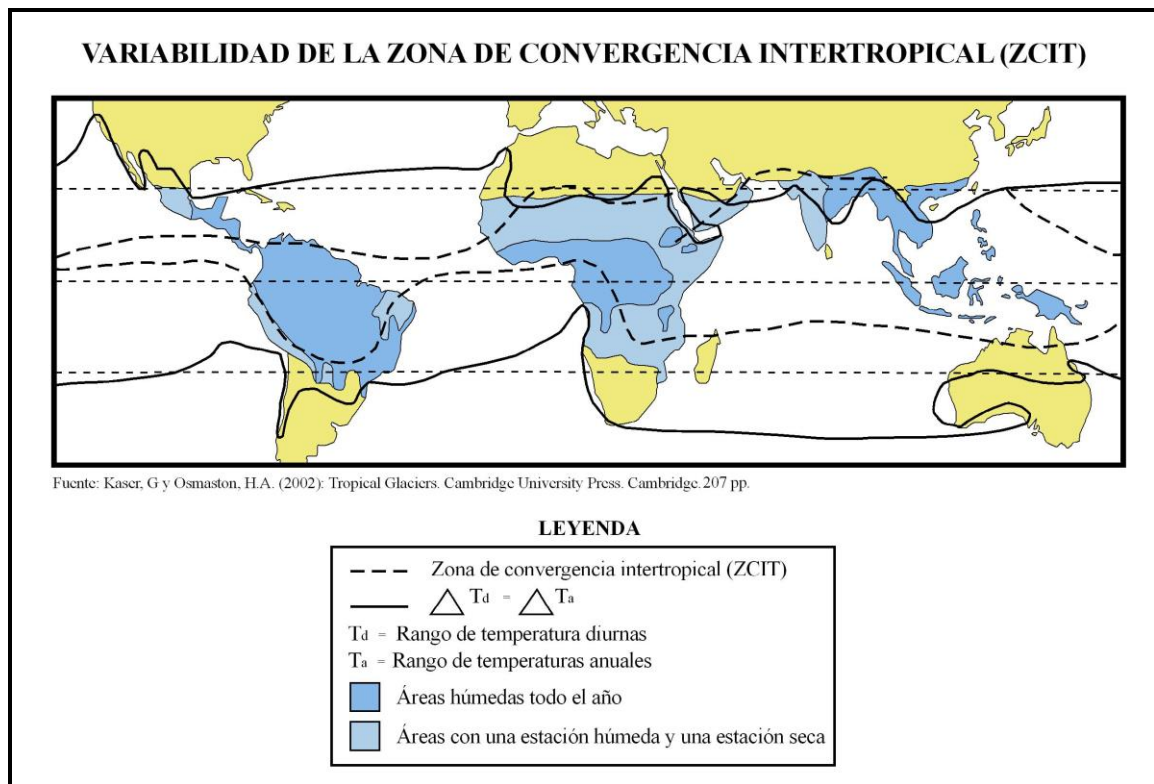 VARIABILIDAD DE LA ZONA DE CONVERGENCIA INTERTROPICAL (ZCIT)
Fuente: Kaser, G y Osmaston, H.A. (2002): Tropical Glaciers. Cambridge University Press. Cambridge. 207 pp.
LEYENDA
Zona de convergencia intertropical (ZCIT)
△ Td = △ Ta
Td = Rango de temperatura diurnas
Ta = Rango de temperaturas anuales
Áreas húmedas todo el año
Áreas con una estación húmeda y una estación seca